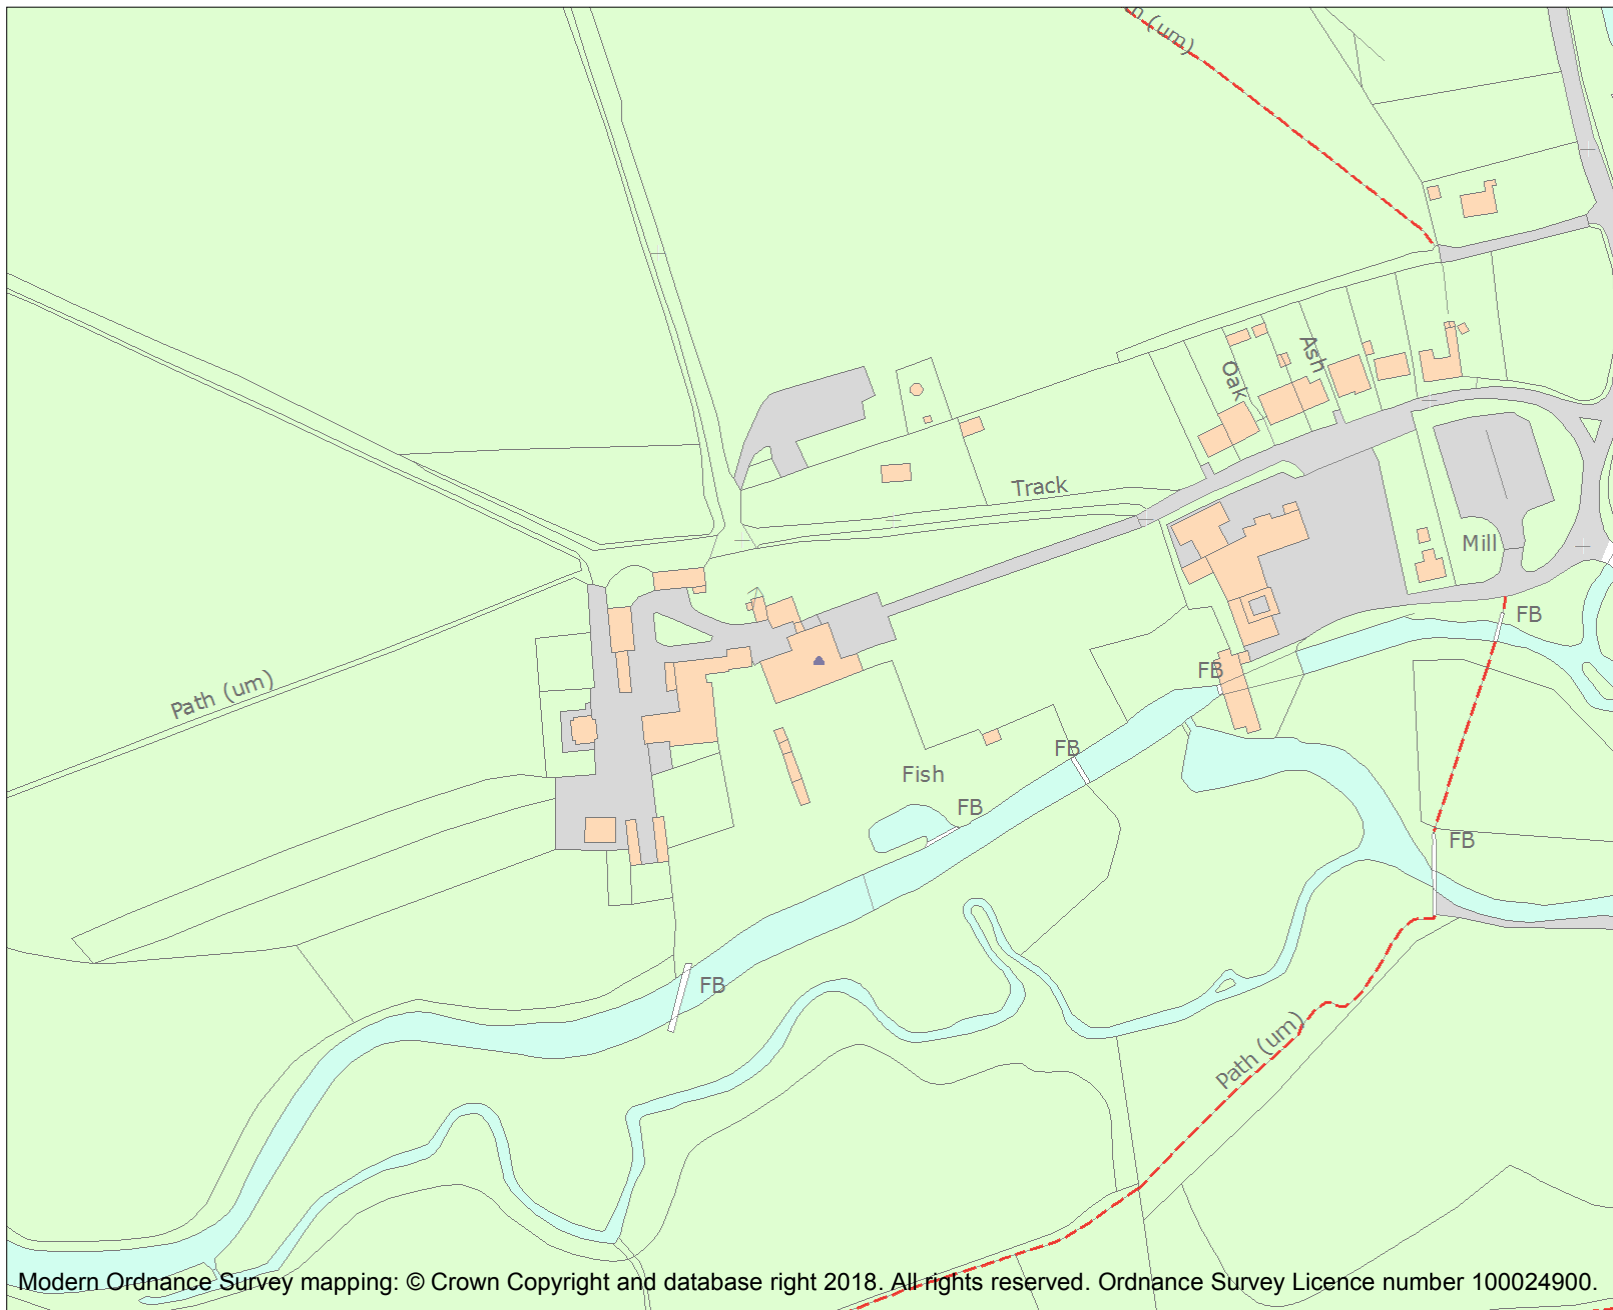 (um)
Ash
Oak
Track
Mill
FB
FB
Path (um)
FB
Fish
FB
FB
FB
Path (um)
Modern Ordnance Survey mapping: © Crown Copyright and database right 2018. All rights reserved. Ordnance Survey Licence number 100024900.